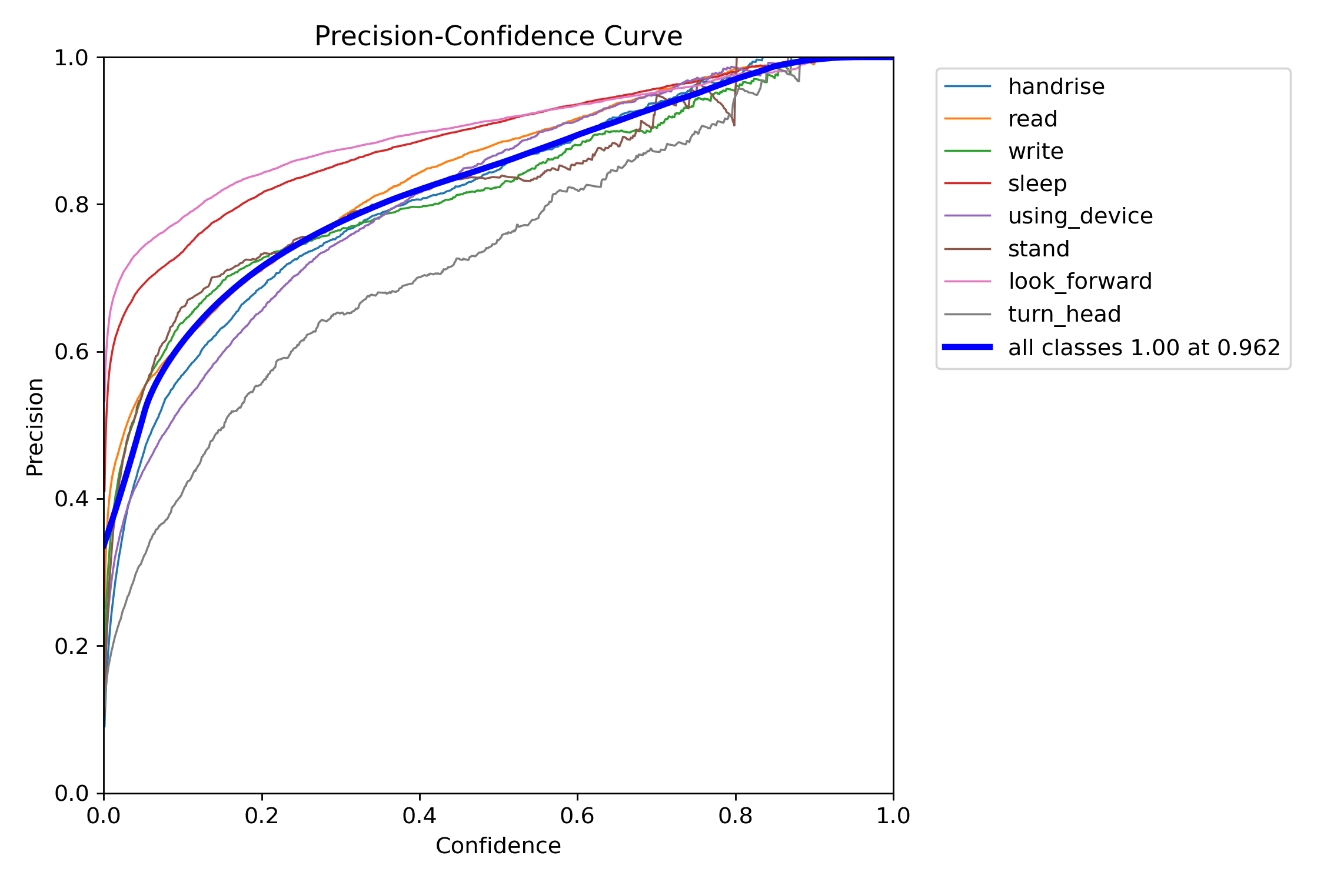 Precision-Confidence Curve
1.0
0.8
0.6
0.4
0.2
0.0
Precision
0.0 0.2 0.4 0.6 0.8 1.0
Confidence
handrise
read
write
sleep
using_device
stand
look_forward
turn_head
all classes 1.00 at 0.962